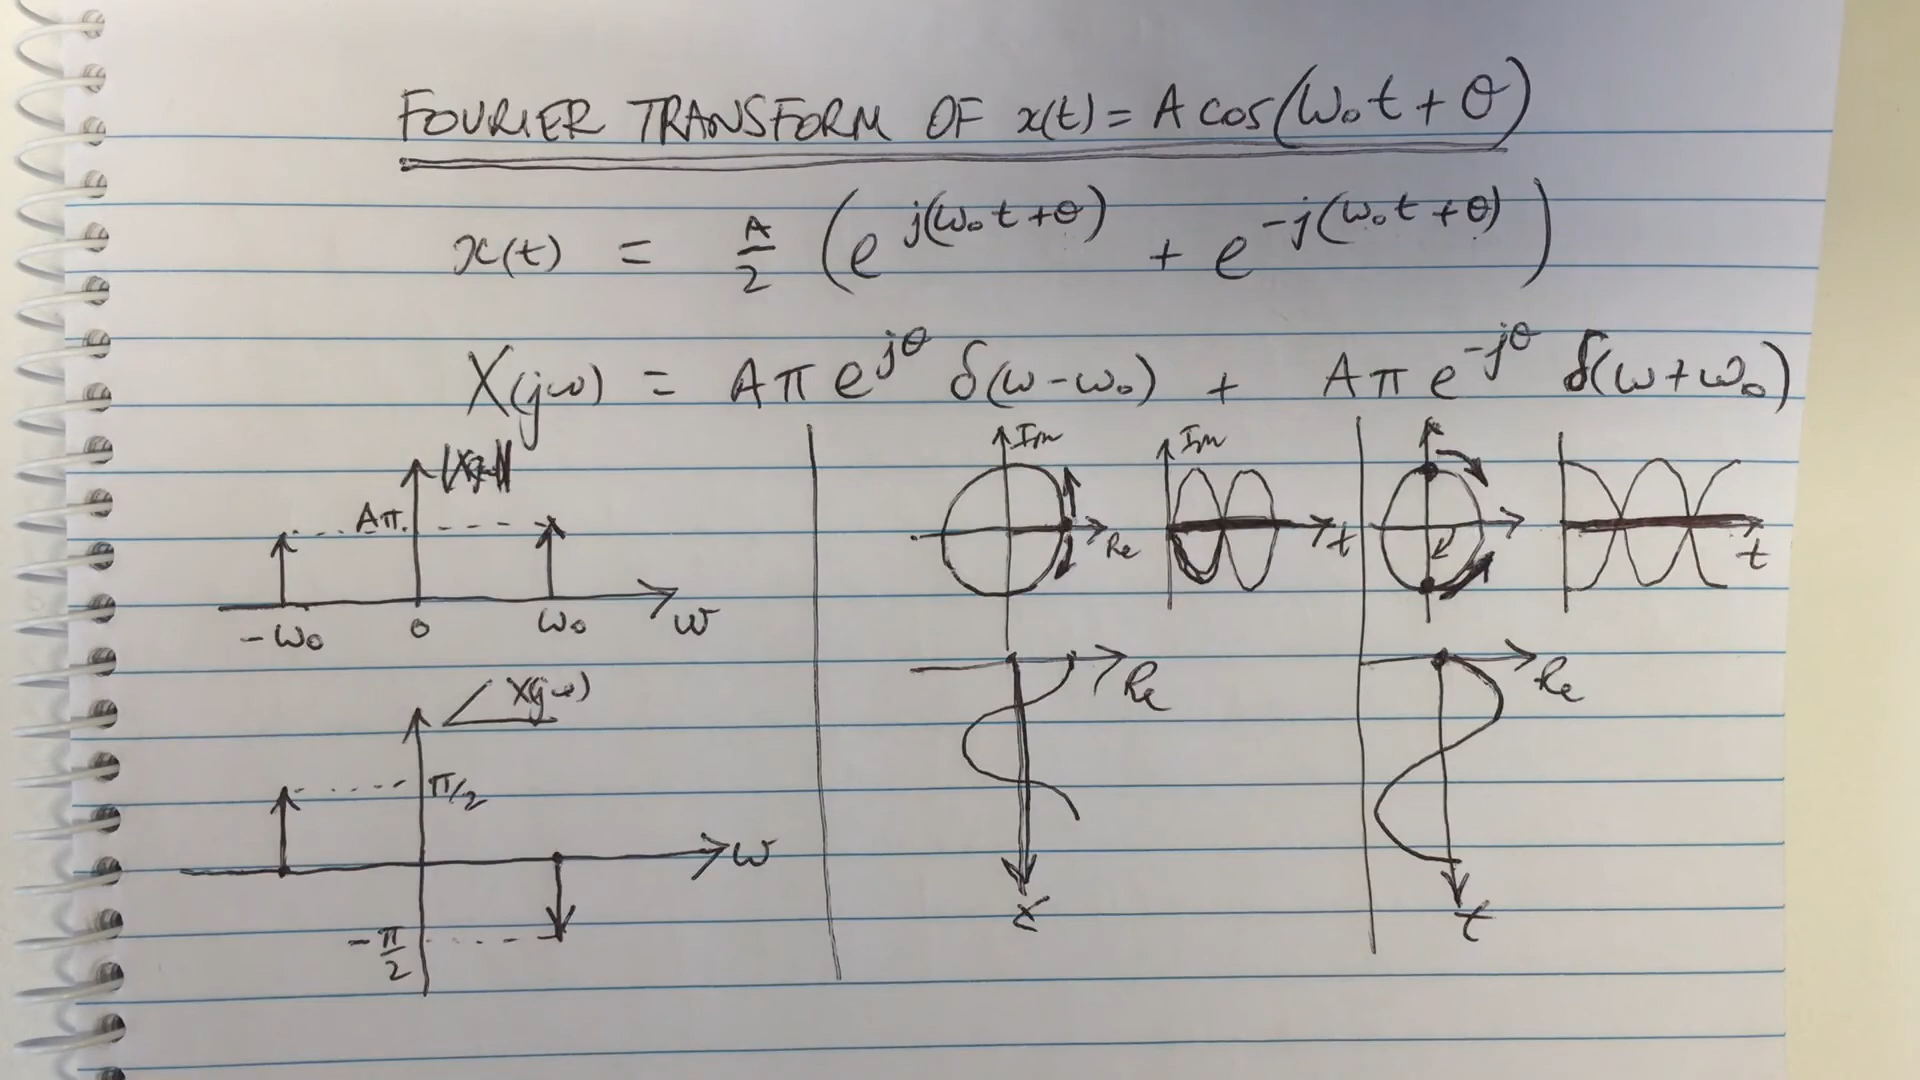 FOURIER TRANSFORM OF x(t) = A cos(ω₀t + θ)
x(t) = A/2 (e^j(ω₀t+θ) + e^-j(ω₀t+θ))
X(jω) = Aπ e^jθ δ(ω-ω₀) + Aπ e^-jθ δ(ω+ω₀)
|X(jω)|
Aπ
-ω₀ 0 ω₀ ω
∠X(jω)
π/2
ω
-π/2
Im
Re
Im
t
Re
t
t
Re
t